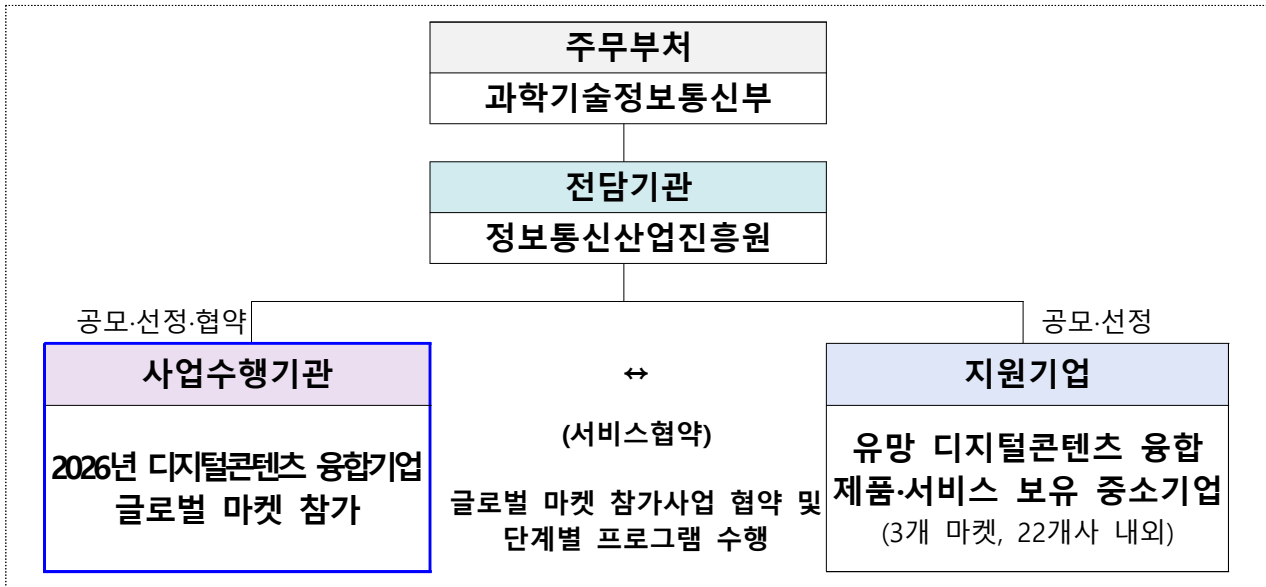 주무부처
과학기술정보통신부
전담기관
정보통신산업진흥원
공모·선정·협약
공모·선정
사업수행기관
2026년 디지털콘텐츠 융합기업
글로벌 마켓 참가
↔
(서비스협약)
글로벌 마켓 참가사업 협약 및
단계별 프로그램 수행
지원기업
유망 디지털콘텐츠 융합
제품·서비스 보유 중소기업
(3개 마켓, 22개사 내외)